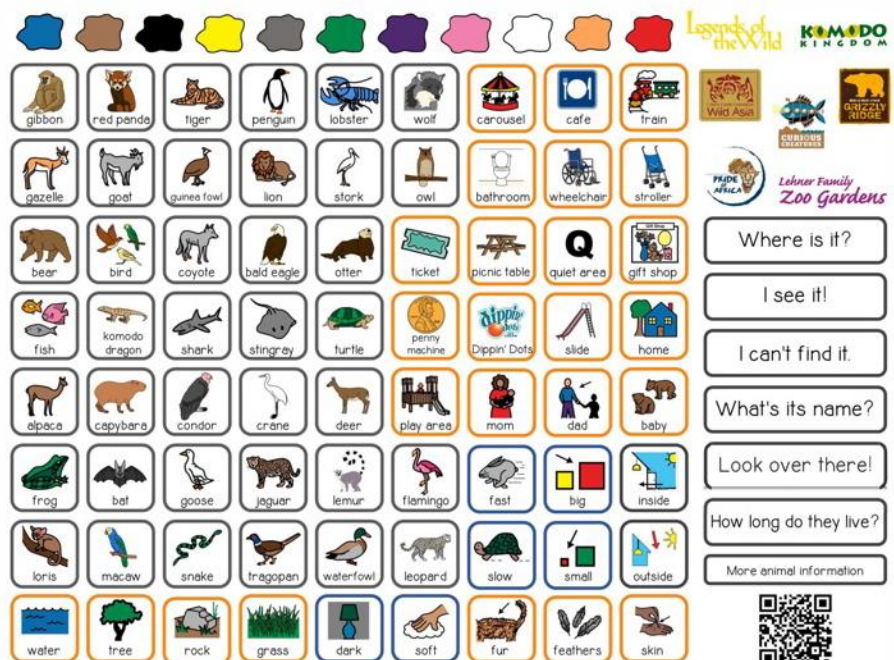 Legends of
the Wild
KOMODO
KINGDOM
gibbon
red panda
tiger
penguin
lobster
wolf
carousel
cafe
train
Wild Asia
CURIOUS
CREATURES
GRIZZLY
RIDGE
gazelle
goat
guinea fowl
lion
stork
owl
bathroom
wheelchair
stroller
PRIDE
of
AFRICA
Lehner Family
Zoo Gardens
bear
bird
coyote
bald eagle
otter
ticket
picnic table
Q
quiet area
Gift Shop
gift shop
Where is it?
fish
komodo
dragon
shark
stingray
turtle
penny
machine
dippin'
dots
Dippin' Dots
slide
home
I see it!
I can't find it.
alpaca
capybara
condor
crane
deer
play area
mom
dad
baby
What's its name?
frog
bat
goose
jaguar
lemur
flamingo
fast
big
inside
Look over there!
loris
macaw
snake
tragopan
waterfowl
leopard
slow
small
outside
How long do they live?
More animal information
water
tree
rock
grass
dark
soft
fur
feathers
skin